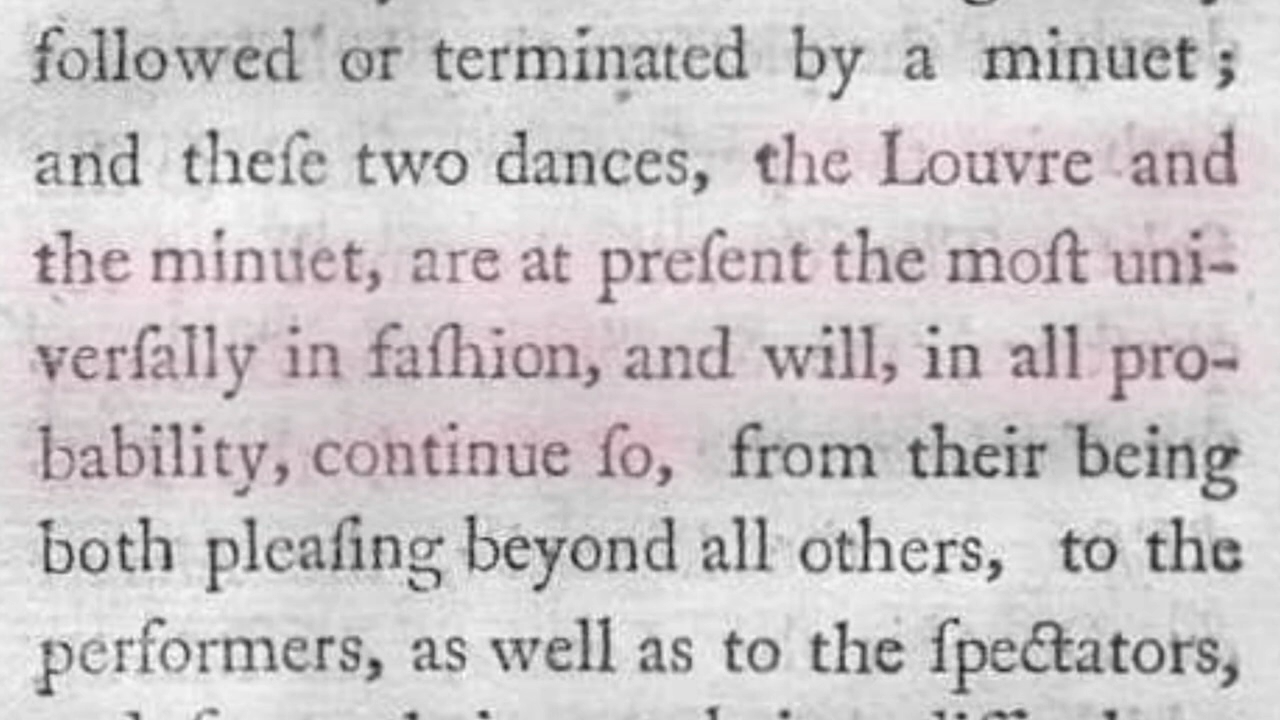 followed or terminated by a minuet;
and theſe two dances, the Louvre and
the minuet, are at preſent the moſt uni-
verſally in faſhion, and will, in all pro-
bability, continue ſo, from their being
both pleaſing beyond all others, to the
performers, as well as to the ſpectators,